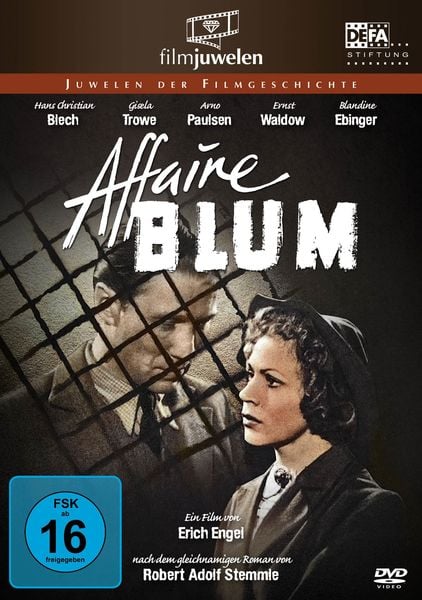 filmjuwelen
DEFA
STIFTUNG
JUWELEN DER FILMGESCHICHTE
Hans Christian Blech
Gisela Trowe
Arno Paulsen
Ernst Waldow
Blandine Ebinger
Affaire
BLUM
FSK
ab
16
freigegeben
Ein Film von
Erich Engel
nach dem gleichnamigen Roman von
Robert Adolf Stemmle
DVD
VIDEO